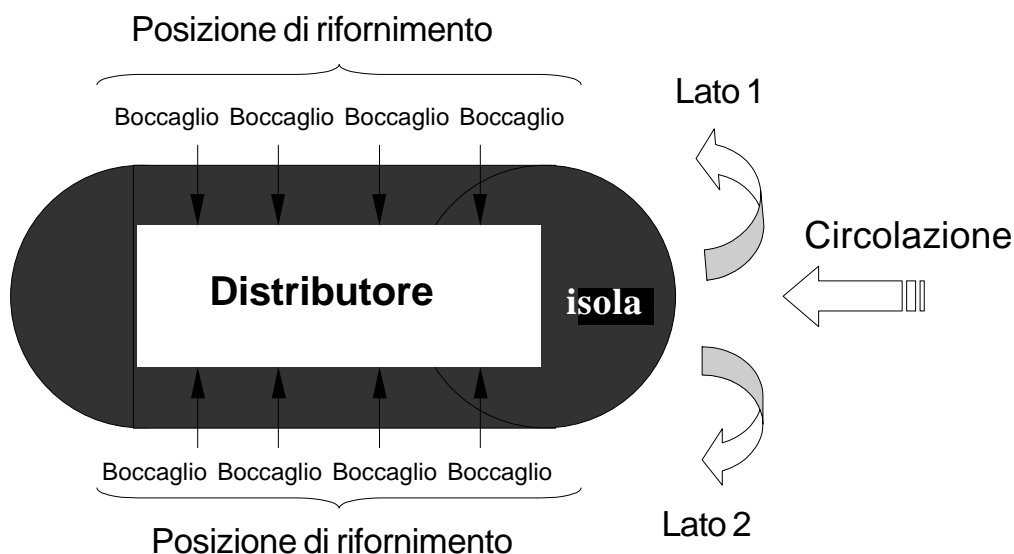 Posizione di rifornimento
Lato 1
Boccaglio Boccaglio Boccaglio Boccaglio
Circolazione
Distributore
isola
Boccaglio Boccaglio Boccaglio Boccaglio
Lato 2
Posizione di rifornimento